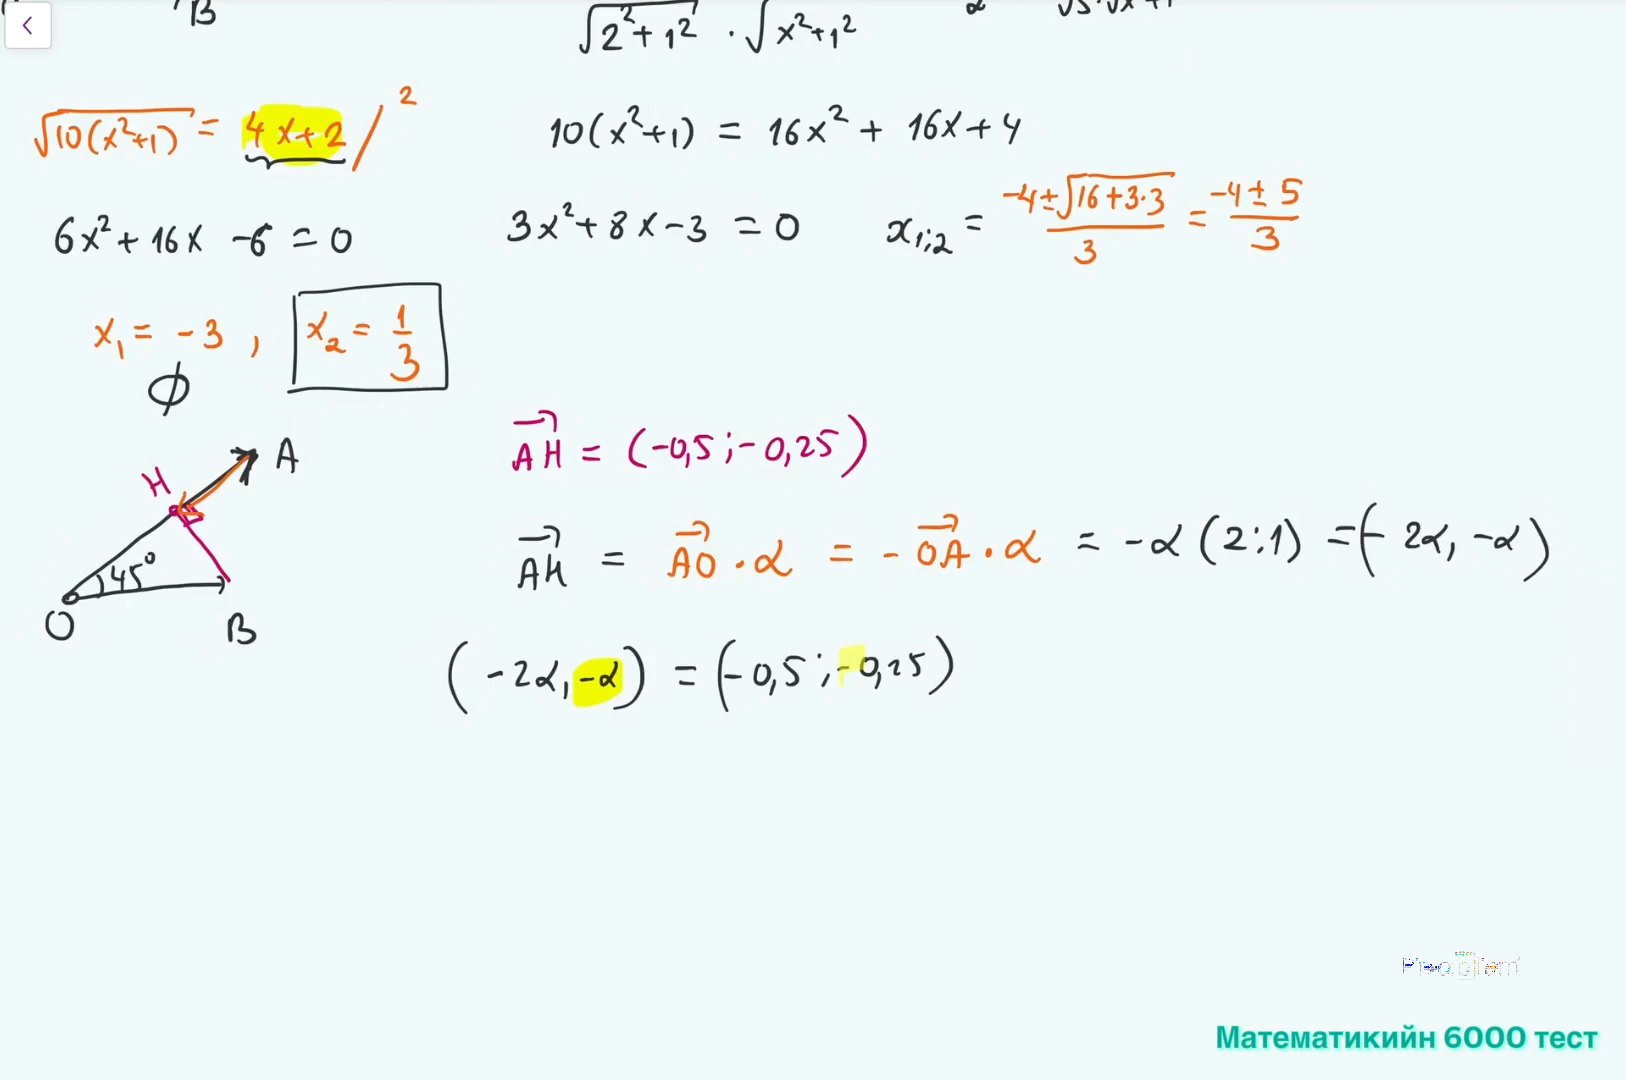 B
√(2²+1²) · √(x²+1²)
√10(x²+1) = 4x+2 / ²
10(x²+1) = 16x² + 16x+4
6x²+16x -6 = 0
3x²+8x-3 = 0
x₁;₂ = (-4±√(16+3·3))/3 = (-4±5)/3
x₁ = -3 , x₂ = 1/3
ϕ
AH = (-0,5;-0,25)
A
H
45°
O
B
AH = AO·α = -OA·α = -α(2;1) = (-2α, -α)
(-2α, -α) = (-0,5;-0,25)
Математикийн 6000 тест